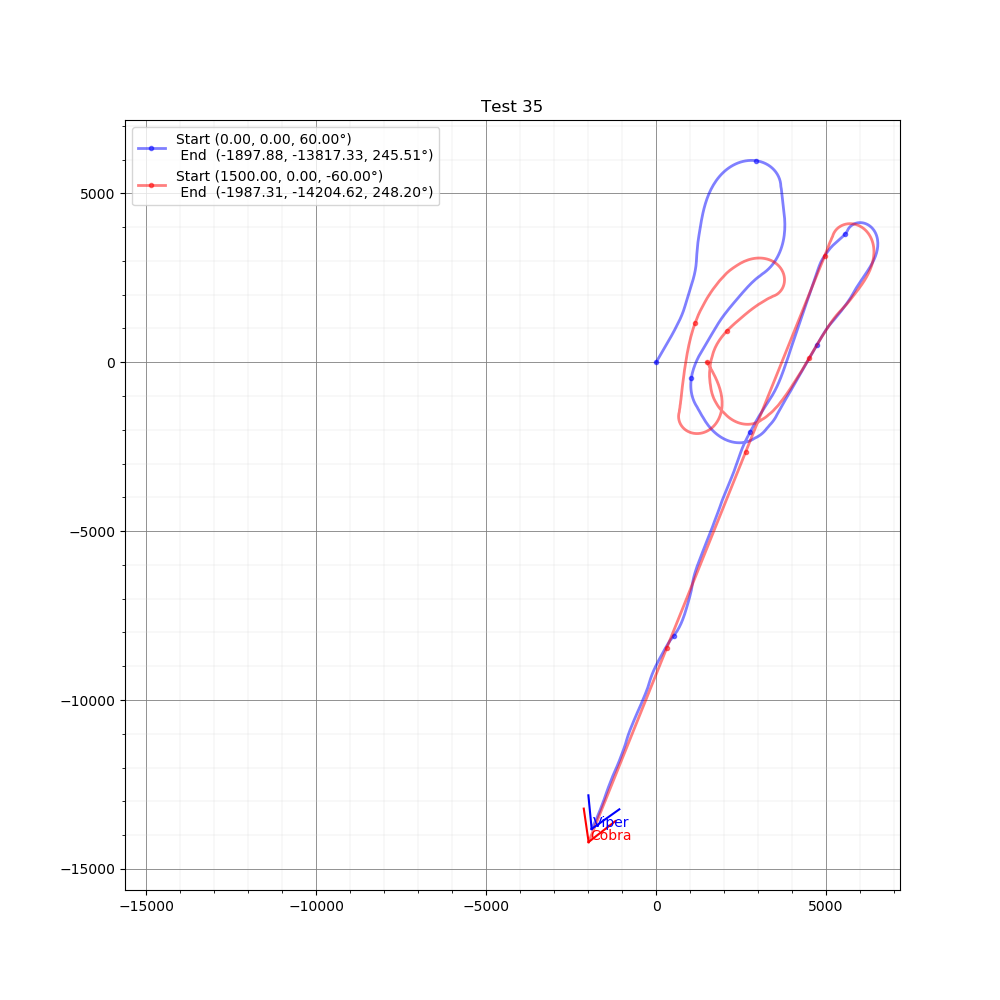 Test 35
Start (0.00, 0.00, 60.00°)
End (-1897.88, -13817.33, 245.51°)
Start (1500.00, 0.00, -60.00°)
End (-1987.31, -14204.62, 248.20°)
5000
0
−5000
−10000
−15000
Viper
Cobra
−15000 −10000 −5000 0 5000